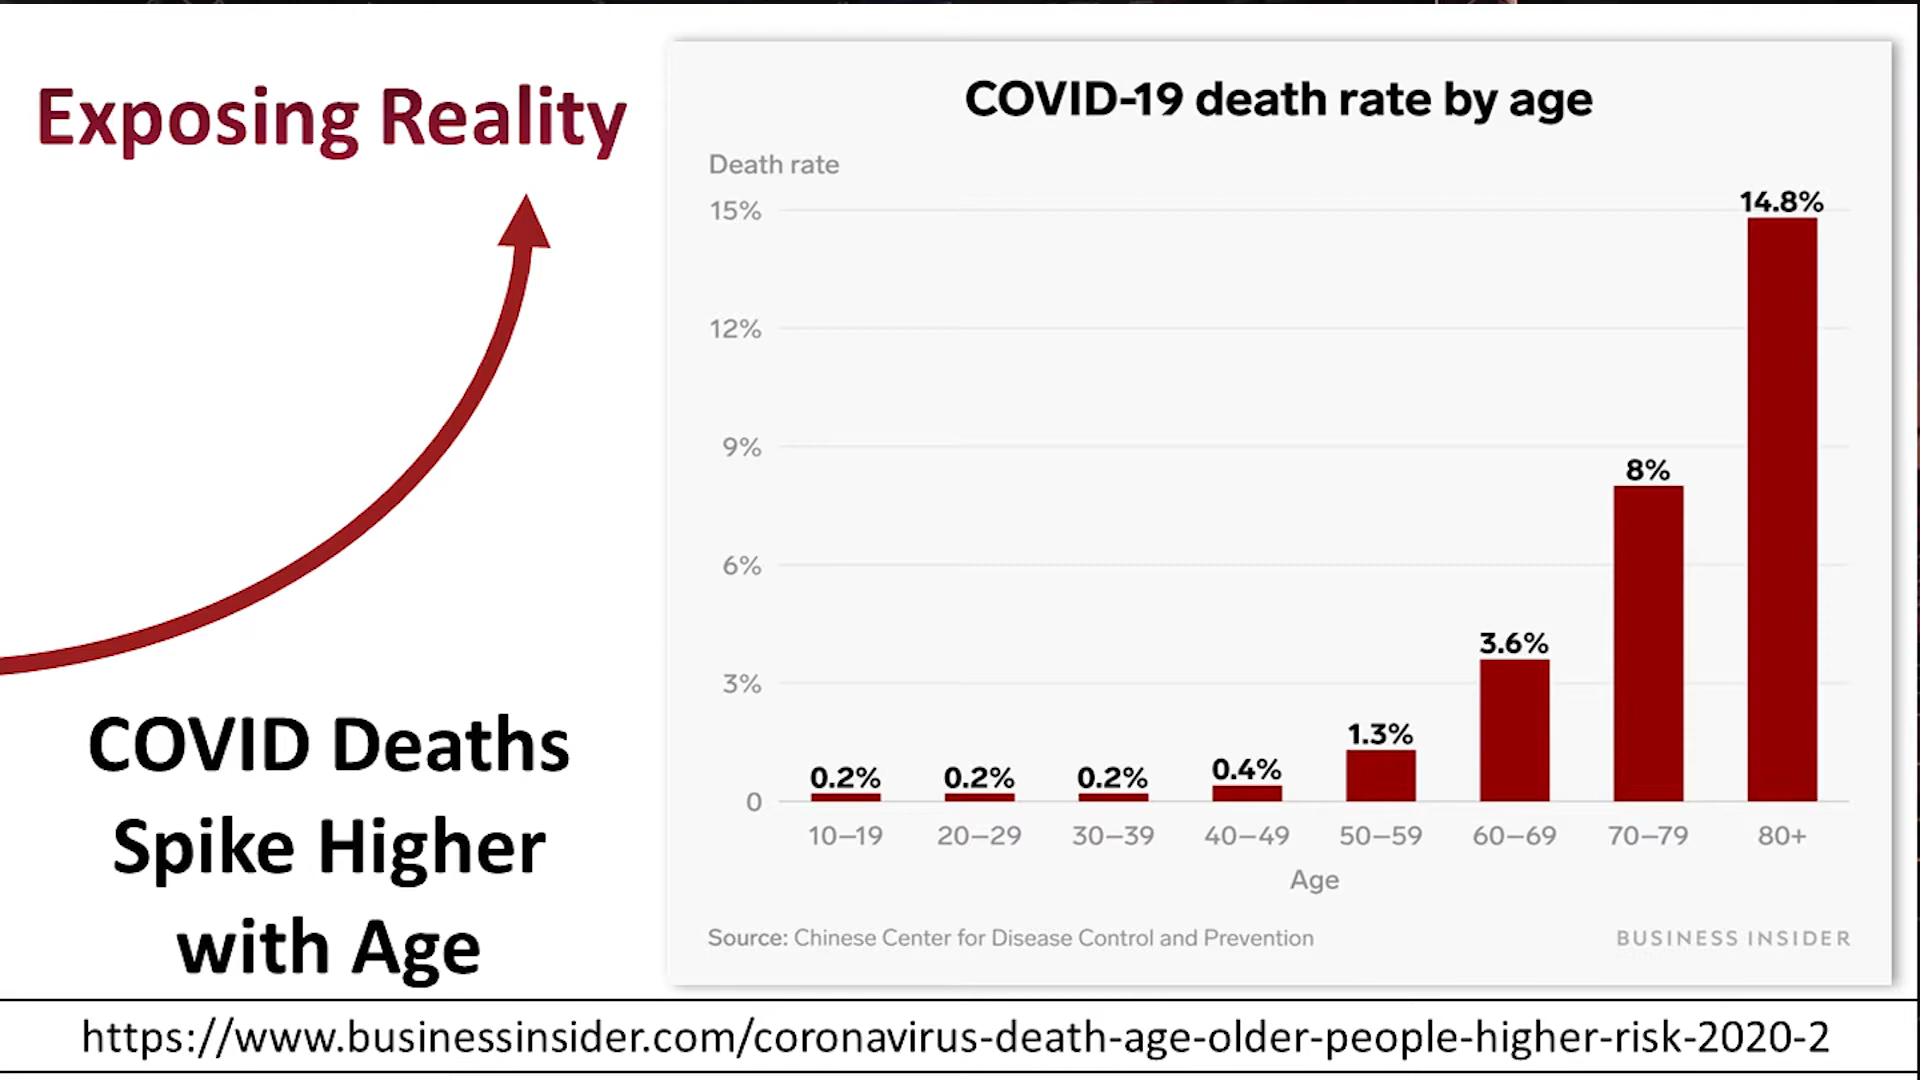 Exposing Reality
COVID Deaths
Spike Higher
with Age
COVID-19 death rate by age
Death rate
15%
12%
9%
6%
3%
0
0.2%
0.2%
0.2%
0.4%
1.3%
3.6%
8%
14.8%
10–19
20–29
30–39
40–49
50–59
60–69
70–79
80+
Age
Source: Chinese Center for Disease Control and Prevention
BUSINESS INSIDER
https://www.businessinsider.com/coronavirus-death-age-older-people-higher-risk-2020-2